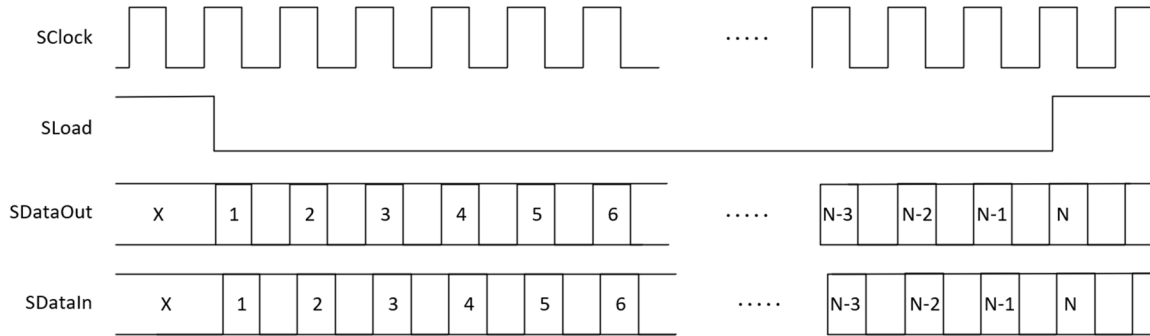 SClock ·····
SLoad
SDataOut X 1 2 3 4 5 6 ····· N-3 N-2 N-1 N
SDataIn X 1 2 3 4 5 6 ····· N-3 N-2 N-1 N